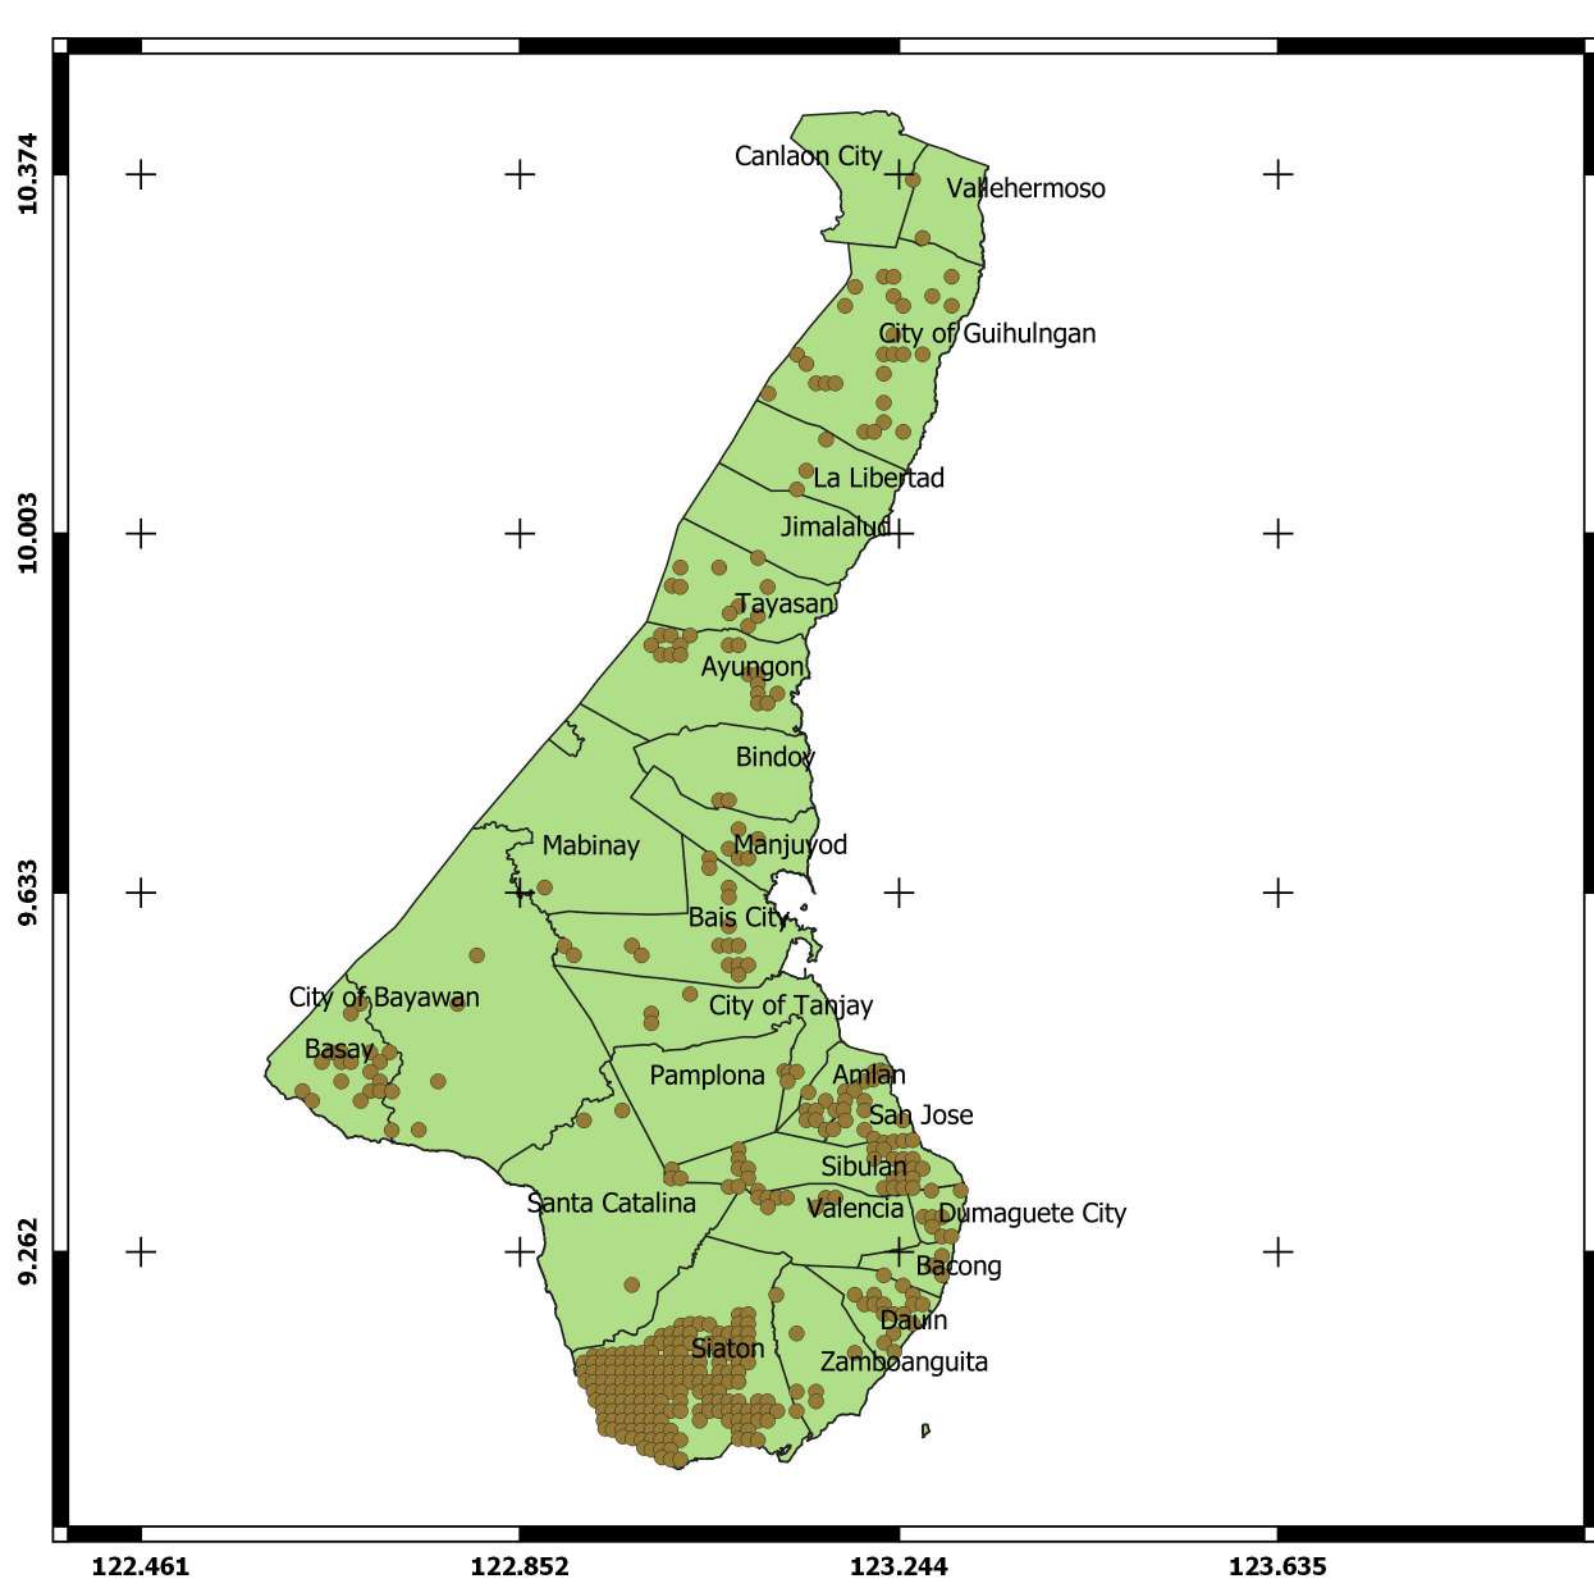 Canlaon City
10.374
Vallehermoso
City of Guihulngan
La Libertad
10.003
Jimalalud
Tayasan
Ayungon
Bindoy
Mabinay
Manjuyod
9.633
Bais City
City of Bayawan
City of Tanjay
Basay
Pamplona
Amlan
San Jose
Sibulan
Santa Catalina
Valencia
Dumaguete City
9.262
Bacong
Dauin
Siaton
Zamboanguita
122.461
122.852
123.244
123.635